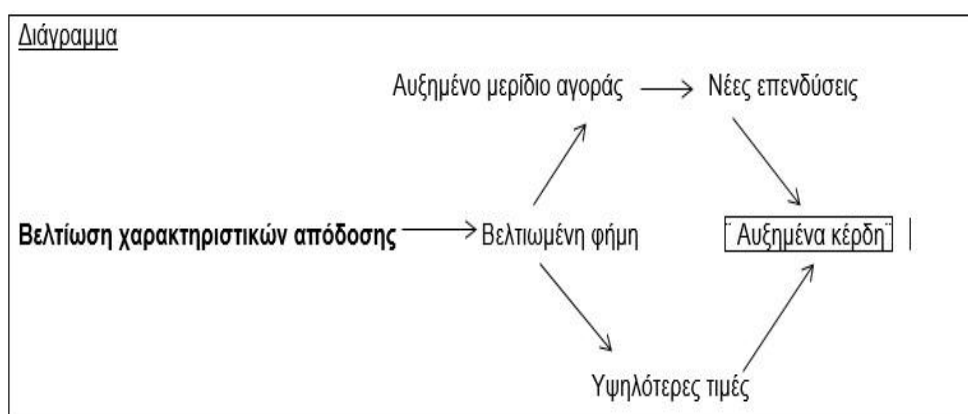 Διάγραμμα
Αυξημένο μερίδιο αγοράς Νέες επενδύσεις
Βελτίωση χαρακτηριστικών απόδοσης Βελτιωμένη φήμη ¨Αυξημένα κέρδη¨
Υψηλότερες τιμές